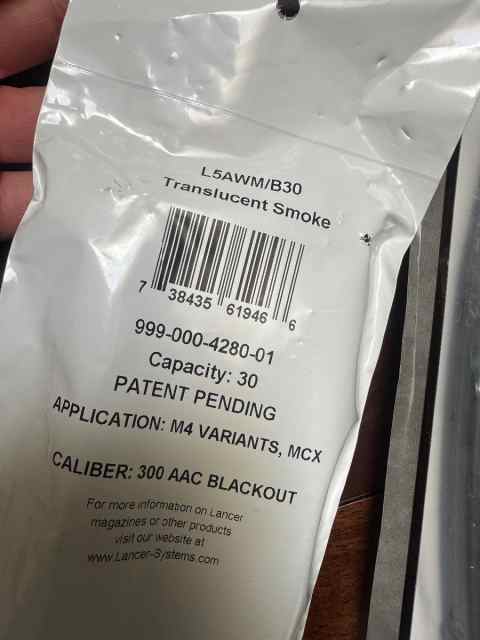 L5AWM/B30
Translucent Smoke
7 38435 61946 6
999-000-4280-01
Capacity: 30
PATENT PENDING
APPLICATION: M4 VARIANTS, MCX
CALIBER: 300 AAC BLACKOUT
For more information on Lancer
magazines or other products
visit our website at
www.Lancer-Systems.com